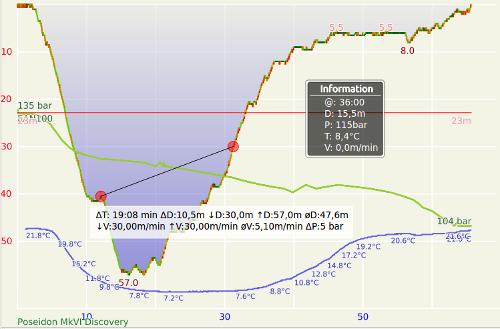 5.5
5.5
8.0
10
Information
@: 36:00
D: 15,5m
P: 115bar
T: 8,4°C
V: 0,0m/min
20
135 bar
EAN100
23m
23m
30
40
ΔT: 19:08 min ΔD:10,5m ↓D:30,0m ↑D:57,0m øD:47,6m
↓V:30,00m/min ↑V:30,00m/min øV:5,10m/min ΔP:5 bar
104 bar
50
21.8°C
19.8°C
15.2°C
11.8°C
9.8°C
57.0
7.8°C
7.2°C
7.6°C
8.8°C
10.8°C
12.8°C
14.8°C
17.2°C
19.2°C
20.6°C
21.6°C
10
30
50
Poseidon MkVI Discovery